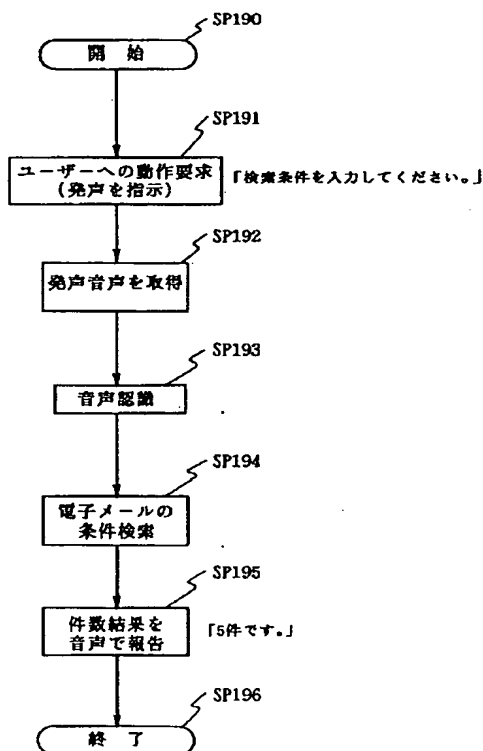 SP190
開始
SP191
ユーザーへの動作要求
(発声を指示)
「検索条件を入力してください。」
SP192
発声音声を取得
SP193
音声認識
SP194
電子メールの
条件検索
SP195
件数結果を
音声で報告
「5件です。」
SP196
終了